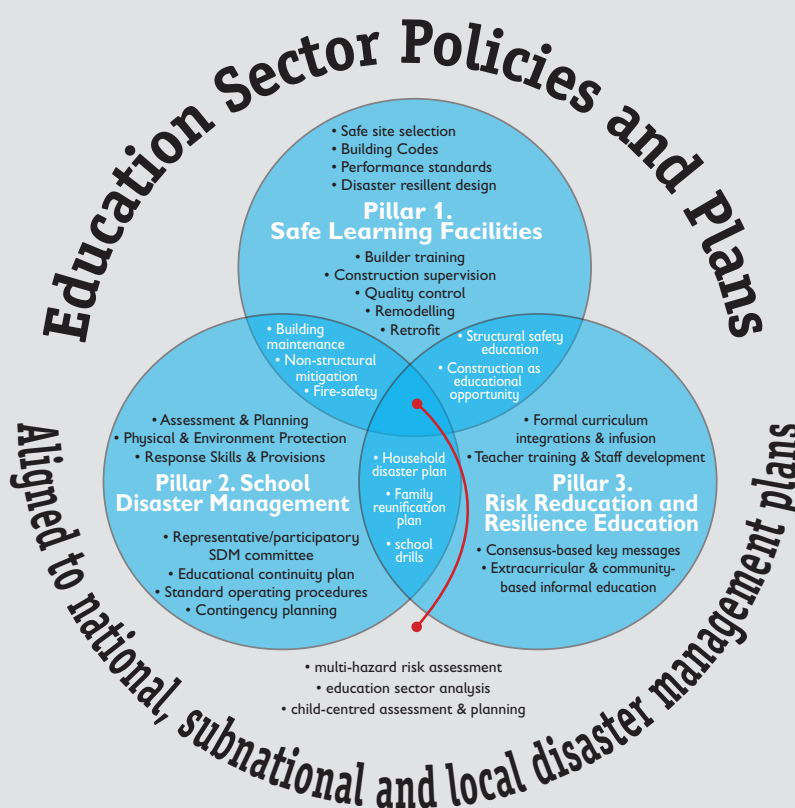 Education Sector Policies and Plans
• Safe site selection
• Building Codes
• Performance standards
• Disaster resillent design
Pillar 1.
Safe Learning Facilities
• Builder training
• Construction supervision
• Quality control
• Remodelling
• Retrofit
• Building
maintenance
• Non-structural
mitigation
• Fire-safety
• Structural safety
education
• Construction as
educational
opportunity
• Assessment & Planning
• Physical & Environment Protection
• Response Skills & Provisions
Pillar 2. School
Disaster Management
• Representative/participatory
SDM committee
• Educational continuity plan
• Standard operating procedures
• Contingency planning
• Household
disaster plan
• Family
reunification
plan
• school
drills
• Formal curriculum
integrations & infusion
• Teacher training & Staff development
Pillar 3.
Risk Reducation and
Resilience Education
• Consensus-based key messages
• Extracurricular & community-
based informal education
• multi-hazard risk assessment
• education sector analysis
• child-centred assessment & planning
Aligned to national, subnational and local disaster management plans